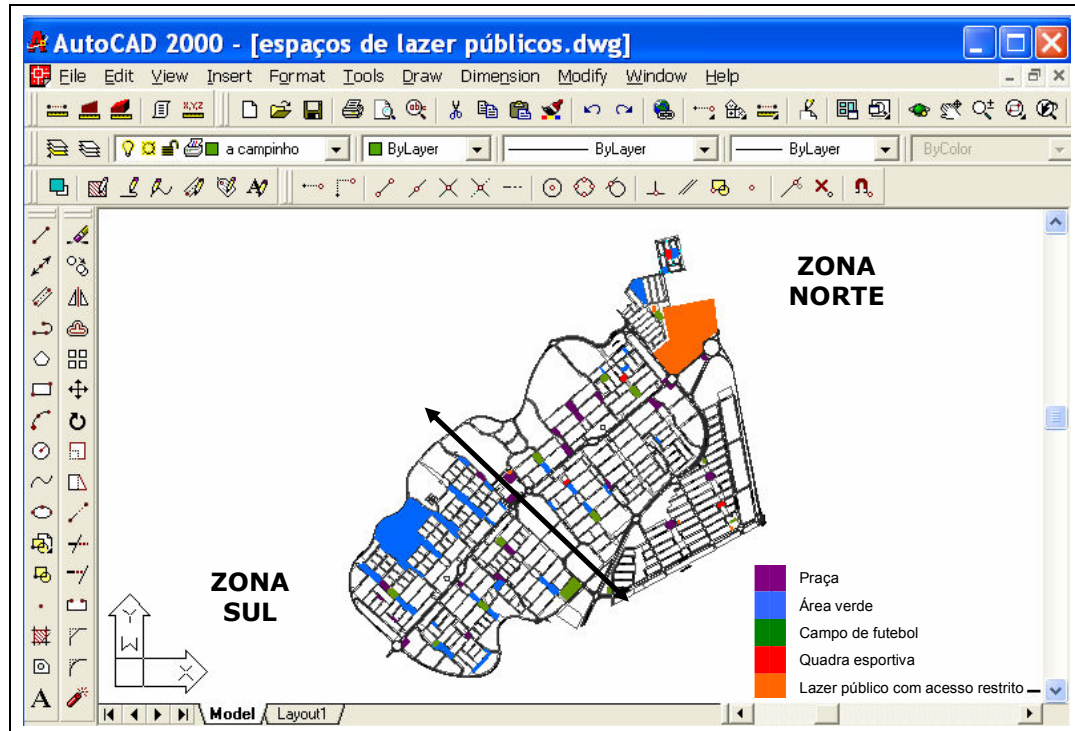 AutoCAD 2000 - [espaços de lazer públicos.dwg]
File Edit View Insert Format Tools Draw Dimension Modify Window Help
a campinho ByLayer ByLayer ByLayer ByColor
ZONA
NORTE
ZONA
SUL
Praça
Área verde
Campo de futebol
Quadra esportiva
Lazer público com acesso restrito
Y
W
X
A
Model Layout1